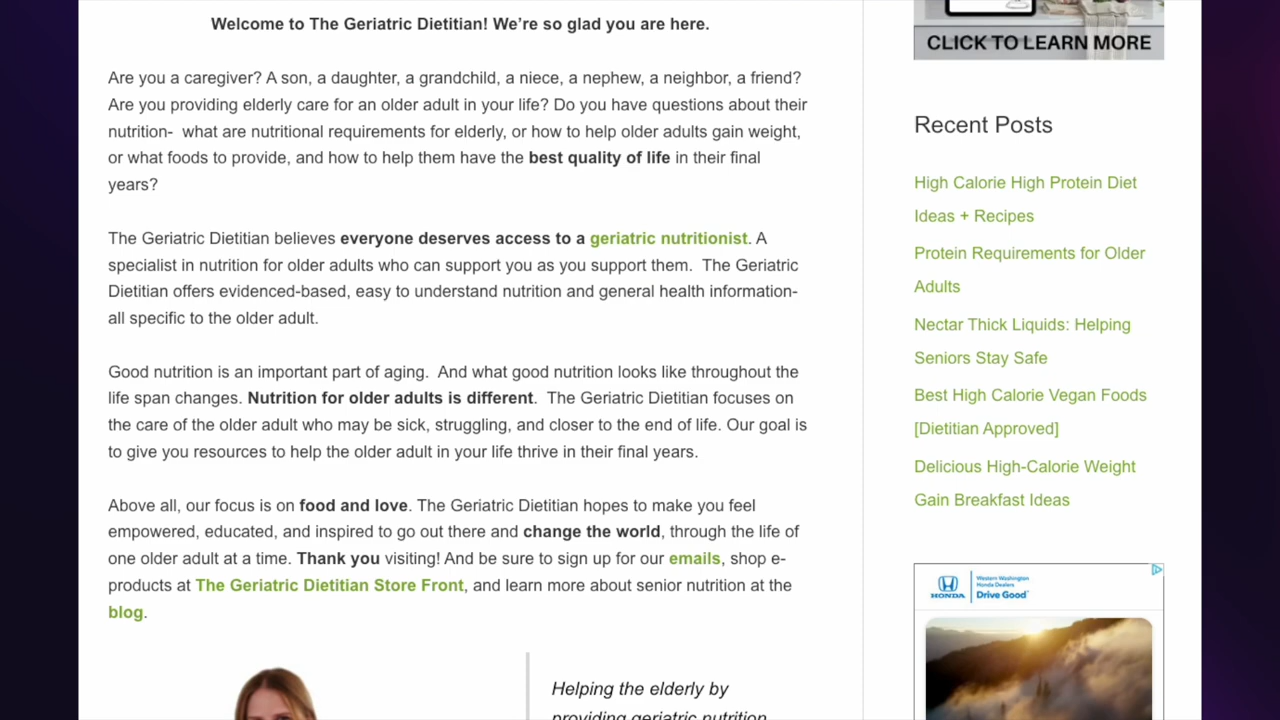 Welcome to The Geriatric Dietitian! We’re so glad you are here.
Are you a caregiver? A son, a daughter, a grandchild, a niece, a nephew, a neighbor, a friend?
Are you providing elderly care for an older adult in your life? Do you have questions about their
nutrition-  what are nutritional requirements for elderly, or how to help older adults gain weight,
or what foods to provide, and how to help them have the best quality of life in their final
years?
The Geriatric Dietitian believes everyone deserves access to a geriatric nutritionist. A
specialist in nutrition for older adults who can support you as you support them.  The Geriatric
Dietitian offers evidenced-based, easy to understand nutrition and general health information-
all specific to the older adult.
Good nutrition is an important part of aging.  And what good nutrition looks like throughout the
life span changes. Nutrition for older adults is different.  The Geriatric Dietitian focuses on
the care of the older adult who may be sick, struggling, and closer to the end of life. Our goal is
to give you resources to help the older adult in your life thrive in their final years.
Above all, our focus is on food and love. The Geriatric Dietitian hopes to make you feel
empowered, educated, and inspired to go out there and change the world, through the life of
one older adult at a time. Thank you visiting! And be sure to sign up for our emails, shop e-
products at The Geriatric Dietitian Store Front, and learn more about senior nutrition at the
blog.
Helping the elderly by
providing geriatric nutrition
CLICK TO LEARN MORE
Recent Posts
High Calorie High Protein Diet
Ideas + Recipes
Protein Requirements for Older
Adults
Nectar Thick Liquids: Helping
Seniors Stay Safe
Best High Calorie Vegan Foods
[Dietitian Approved]
Delicious High-Calorie Weight
Gain Breakfast Ideas
HONDA
Western Washington
Honda Dealers
Drive Good